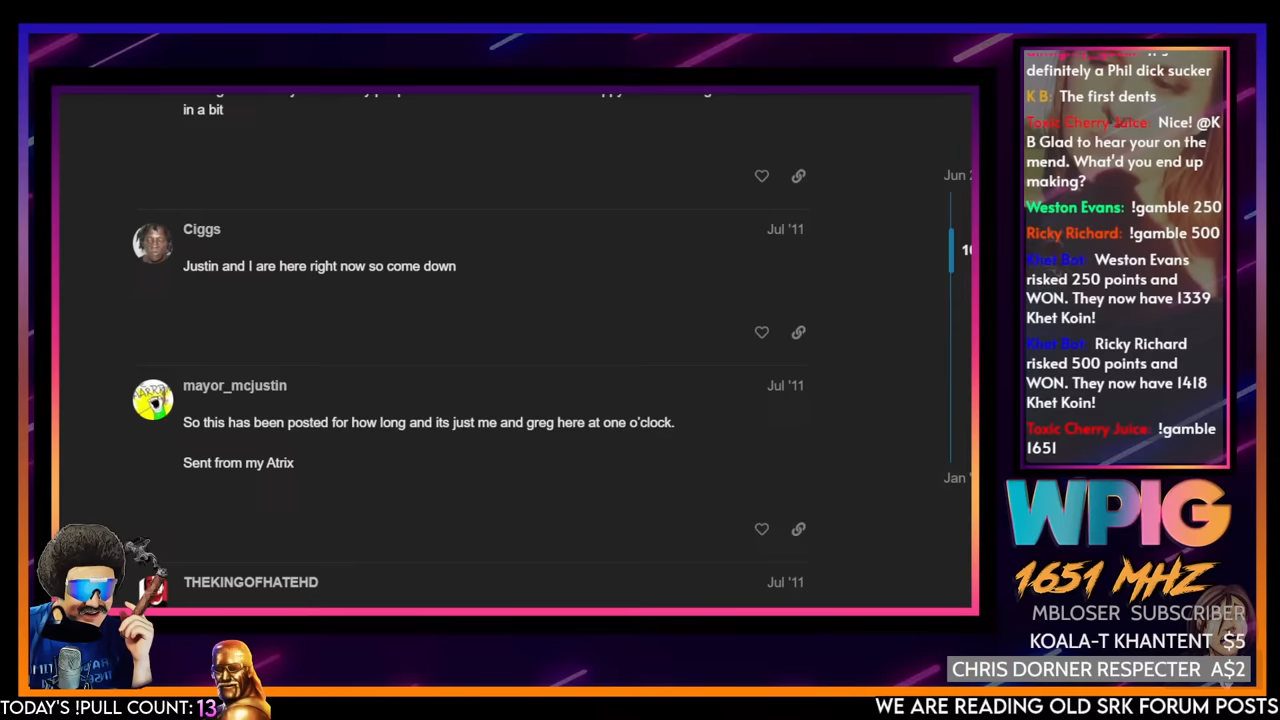 in a bit
Jun 2
Ciggs
Jul '11
Justin and I are here right now so come down
mayor_mcjustin
Jul '11
So this has been posted for how long and its just me and greg here at one o'clock.
Sent from my Atrix
Jan '
THEKINGOFHATEHD
Jul '11
definitely a Phil dick sucker
K B: The first dents
Toxic Cherry Juice: Nice! @K
B Glad to hear your on the
mend. What'd you end up
making?
Weston Evans: !gamble 250
Ricky Richard: !gamble 500
Khet Bot: Weston Evans
risked 250 points and
WON. They now have 1339
Khet Koin!
Khet Bot: Ricky Richard
risked 500 points and
WON. They now have 1418
Khet Koin!
Toxic Cherry Juice: !gamble
1651
WPIG
1651 MHZ
MBLOSER SUBSCRIBER
KOALA-T KHANTENT $5
CHRIS DORNER RESPECTER A$2
TODAY'S !PULL COUNT: 13
WE ARE READING OLD SRK FORUM POSTS